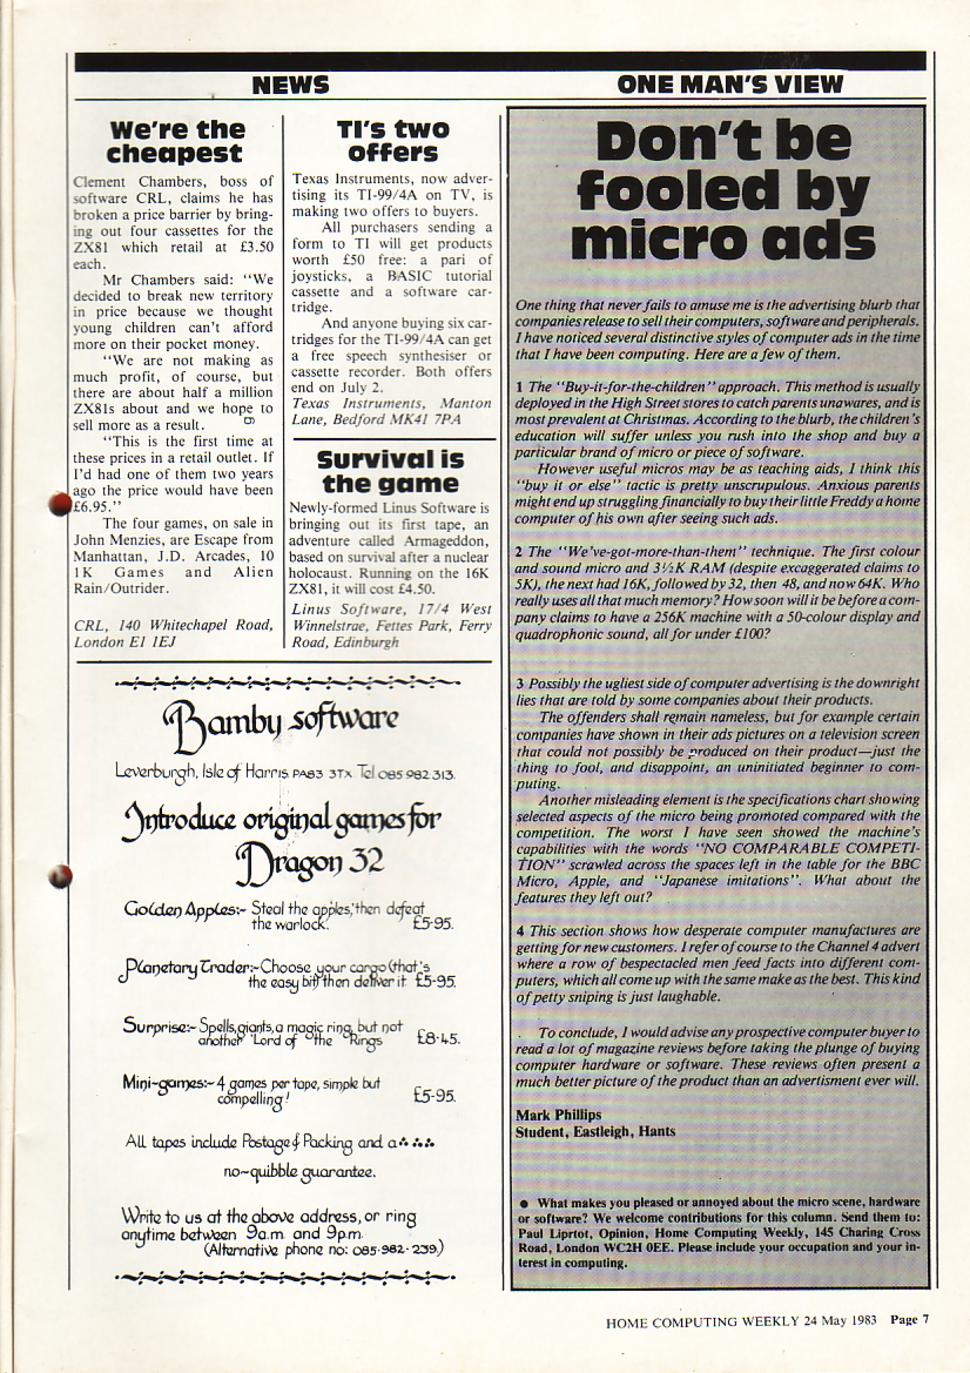 NEWS
We're the
cheapest
Clement Chambers, boss of
software CRL, claims he has
broken a price barrier by bring-
ing out four cassettes for the
ZX81 which retail at £3.50
each.
Mr Chambers said: "We
decided to break new territory
in price because we thought
young children can't afford
more on their pocket money.
"We are not making as
much profit, of course, but
there are about half a million
ZX81s about and we hope to
sell more as a result.
"This is the first time at
these prices in a retail outlet. If
I'd had one of them two years
ago the price would have been
£6.95."
The four games, on sale in
John Menzies, are Escape from
Manhattan, J.D. Arcades, 10
1K Games and Alien
Rain/Outrider.
CRL, 140 Whitechapel Road,
London E1 1EJ
TI's two
offers
Texas Instruments, now adver-
tising its TI-99/4A on TV, is
making two offers to buyers.
All purchasers sending a
form to TI will get products
worth £50 free: a pari of
joysticks, a BASIC tutorial
cassette and a software car-
tridge.
And anyone buying six car-
tridges for the TI-99/4A can get
a free speech synthesiser or
cassette recorder. Both offers
end on July 2.
Texas Instruments, Manton
Lane, Bedford MK41 7PA
Survival is
the game
Newly-formed Linus Software is
bringing out its first tape, an
adventure called Armageddon,
based on survival after a nuclear
holocaust. Running on the 16K
ZX81, it will cost £4.50.
Linus Software, 17/4 West
Winnelstrae, Fettes Park, Ferry
Road, Edinburgh
Bamby software
Leverburgh, Isle of Harris PA83 3TX Tel 085 982 313.
Introduce original games for
Dragon 32
Golden Apples:- Steal the apples, then defeat
the warlock. £5-95.
Planetary Trader:- Choose your cargo (that's
the easy bit) then deliver it £5-95.
Surprise:- Spells, giants, a magic ring, but not
another 'Lord of the Rings' £8-45.
Mini-games:- 4 games per tape, simple but
compelling! £5-95.
All tapes include Postage & Packing and a
no-quibble guarantee.
Write to us at the above address, or ring
anytime between 9a.m. and 9p.m.
(Alternative phone no: 085-982-239.)
ONE MAN'S VIEW
Don't be
fooled by
micro ads
One thing that never fails to amuse me is the advertising blurb that
companies release to sell their computers, software and peripherals.
I have noticed several distinctive styles of computer ads in the time
that I have been computing. Here are a few of them.
1 The "Buy-it-for-the-children" approach. This method is usually
deployed in the High Street stores to catch parents unawares, and is
most prevalent at Christmas. According to the blurb, the children's
education will suffer unless you rush into the shop and buy a
particular brand of micro or piece of software.
However useful micros may be as teaching aids, I think this
"buy it or else" tactic is pretty unscrupulous. Anxious parents
might end up struggling financially to buy their little Freddy a home
computer of his own after seeing such ads.
2 The "We've-got-more-than-them" technique. The first colour
and sound micro and 3½K RAM (despite excaggerated claims to
5K), the next had 16K, followed by 32, then 48, and now 64K. Who
really uses all that much memory? How soon will it be before a com-
pany claims to have a 256K machine with a 50-colour display and
quadrophonic sound, all for under £100?
3 Possibly the ugliest side of computer advertising is the downright
lies that are told by some companies about their products.
The offenders shall remain nameless, but for example certain
companies have shown in their ads pictures on a television screen
that could not possibly be produced on their product—just the
thing to fool, and disappoint, an uninitiated beginner to com-
puting.
Another misleading element is the specifications chart showing
selected aspects of the micro being promoted compared with the
competition. The worst I have seen showed the machine's
capabilities with the words "NO COMPARABLE COMPETI-
TION" scrawled across the spaces left in the table for the BBC
Micro, Apple, and "Japanese imitations". What about the
features they left out?
4 This section shows how desperate computer manufactures are
getting for new customers. I refer of course to the Channel 4 advert
where a row of bespectacled men feed facts into different com-
puters, which all come up with the same make as the best. This kind
of petty sniping is just laughable.
To conclude, I would advise any prospective computer buyer to
read a lot of magazine reviews before taking the plunge of buying
computer hardware or software. These reviews often present a
much better picture of the product than an advertisment ever will.
Mark Phillips
Student, Eastleigh, Hants
● What makes you pleased or annoyed about the micro scene, hardware
or software? We welcome contributions for this column. Send them to:
Paul Liptrot, Opinion, Home Computing Weekly, 145 Charing Cross
Road, London WC2H 0EE. Please include your occupation and your in-
terest in computing.
HOME COMPUTING WEEKLY 24 May 1983 Page 7